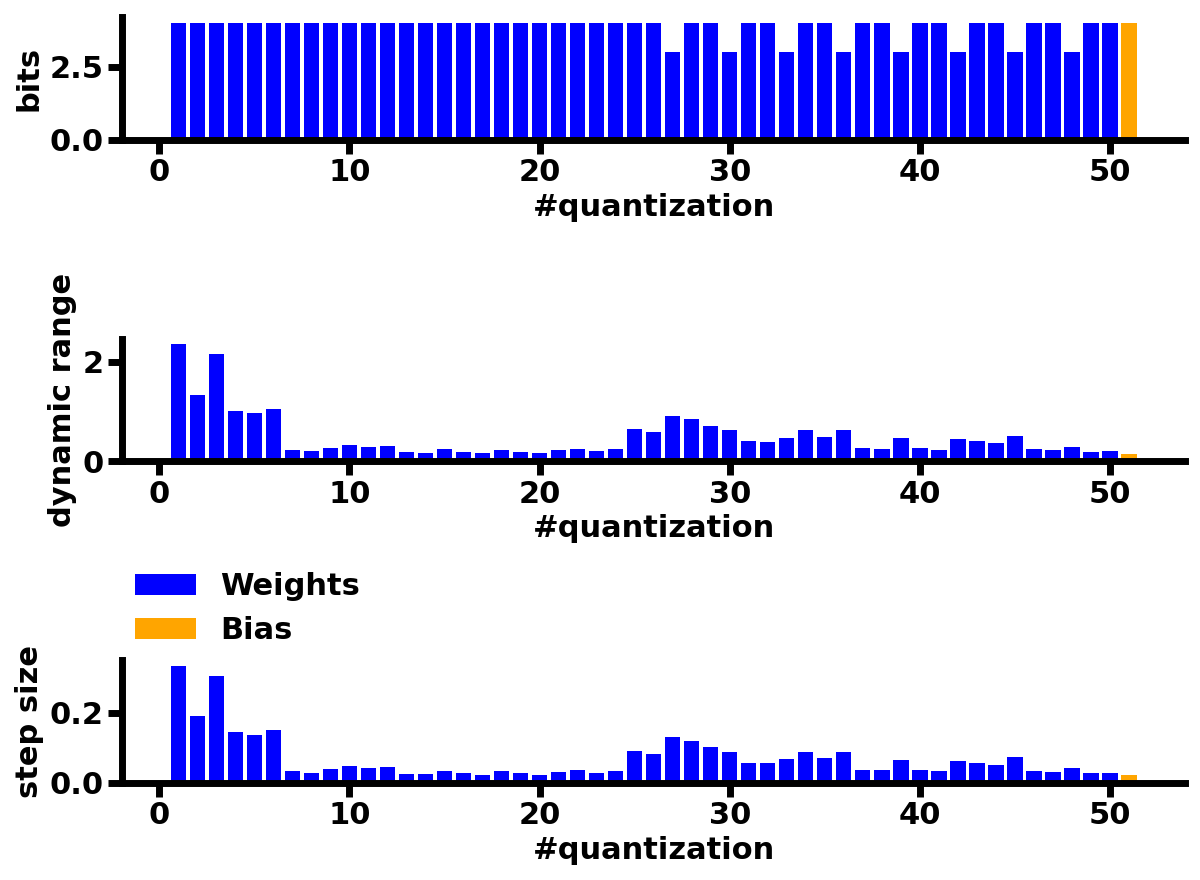 bits
2.5
0.0
0 10 20 30 40 50
#quantization
dynamic range
2
0
0 10 20 30 40 50
#quantization
Weights
Bias
step size
0.2
0.0
0 10 20 30 40 50
#quantization